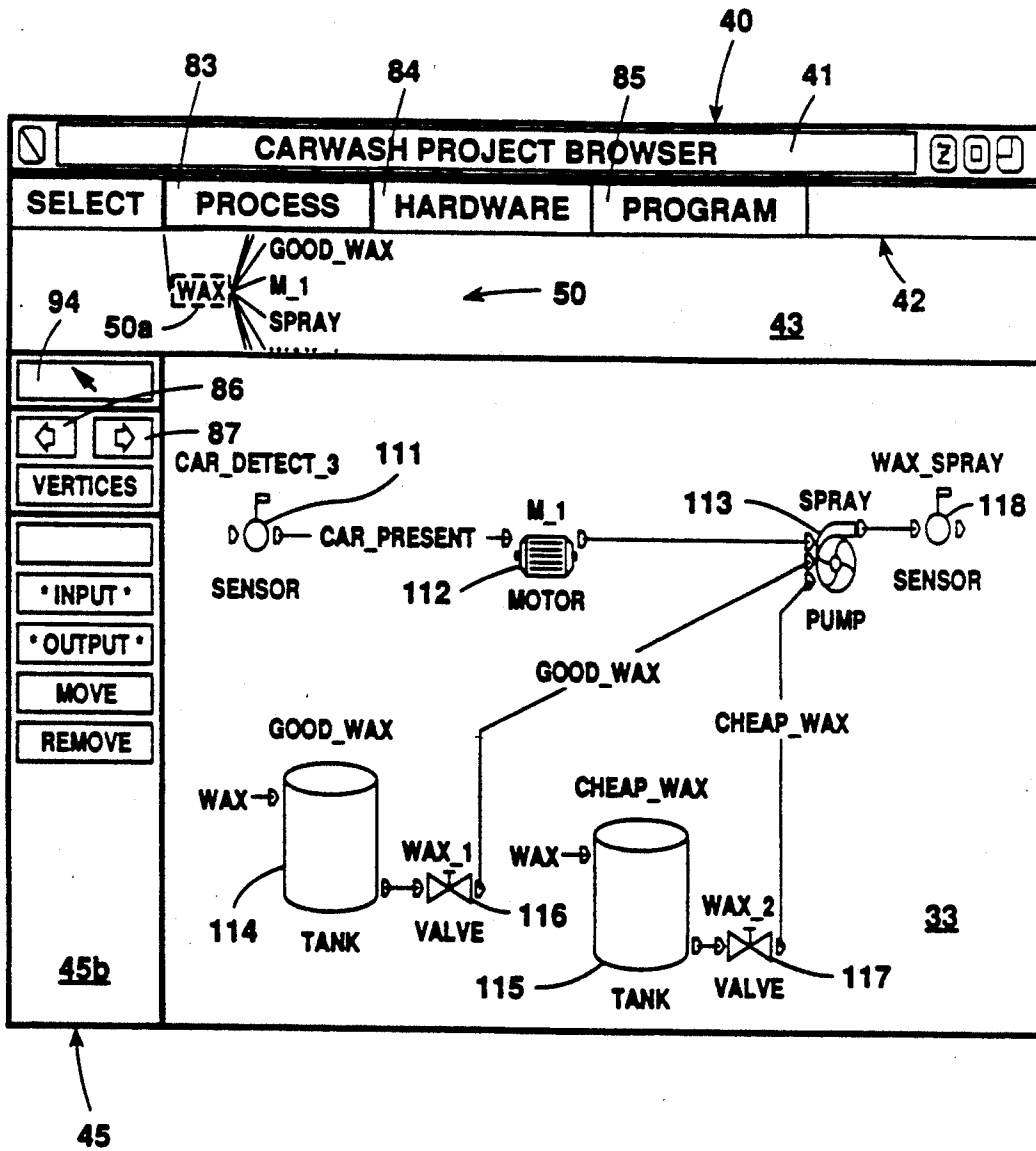 40
83
84
85
41
CARWASH PROJECT BROWSER
Z
SELECT PROCESS HARDWARE PROGRAM
GOOD_WAX
WAX
M_1
50
42
50a
SPRAY
43
94
86
87
VERTICES
CAR_DETECT_3
111
WAX_SPRAY
M_1
113
SPRAY
118
CAR_PRESENT
SENSOR
112
MOTOR
SENSOR
PUMP
* INPUT *
* OUTPUT *
MOVE
REMOVE
GOOD_WAX
CHEAP_WAX
GOOD_WAX
WAX
CHEAP_WAX
WAX_1
WAX
114
TANK
VALVE
116
WAX_2
33
45b
115
TANK
VALVE
117
45